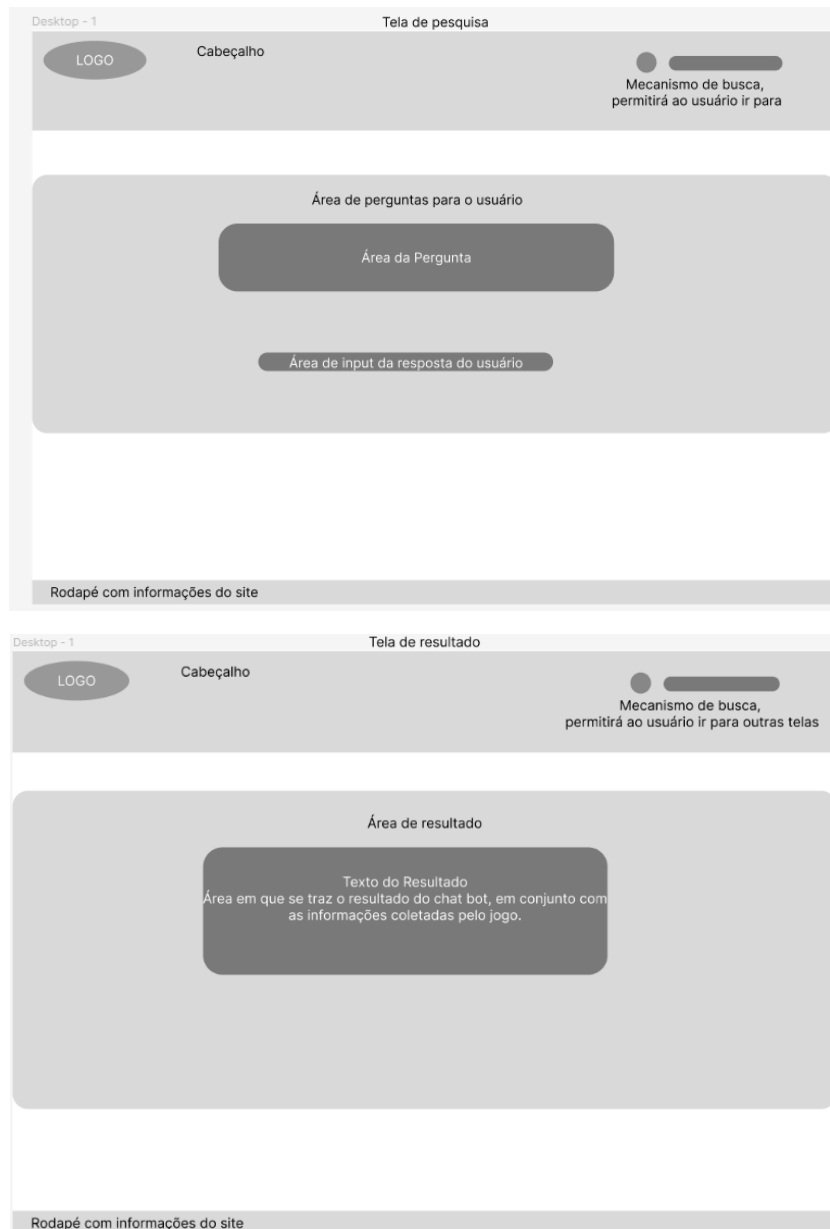 Desktop - 1
Tela de pesquisa
LOGO
Cabeçalho
Mecanismo de busca,
permitirá ao usuário ir para
Área de perguntas para o usuário
Área da Pergunta
Área de input da resposta do usuário
Rodapé com informações do site
Desktop - 1
Tela de resultado
LOGO
Cabeçalho
Mecanismo de busca,
permitirá ao usuário ir para outras telas
Área de resultado
Texto do Resultado
Área em que se traz o resultado do chat bot, em conjunto com
as informações coletadas pelo jogo.
Rodapé com informações do site